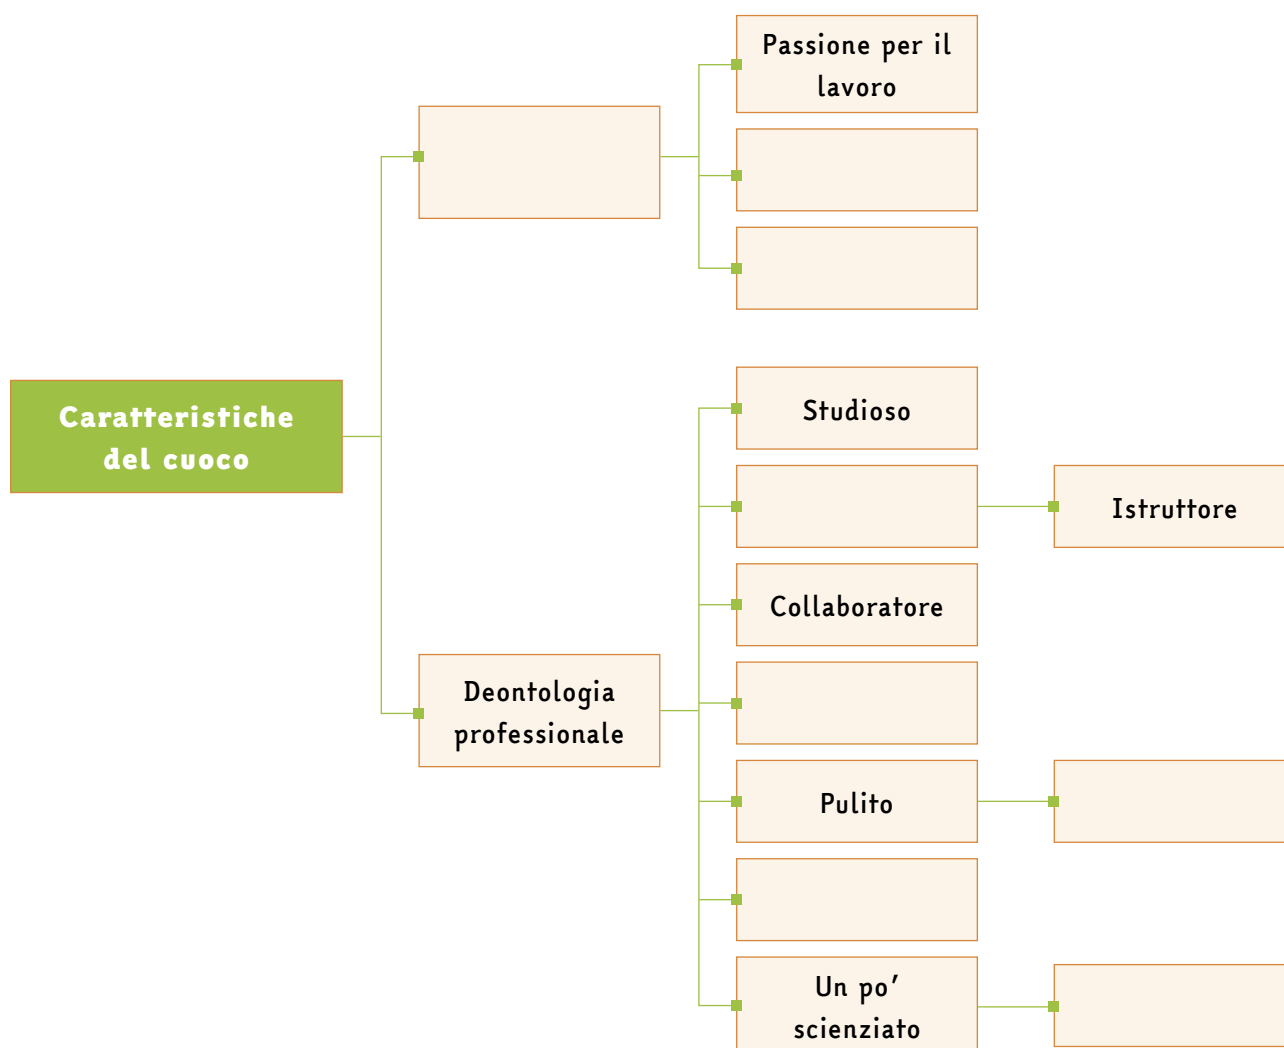 Passione per il
lavoro
Caratteristiche
del cuoco
Studioso
Istruttore
Collaboratore
Deontologia
professionale
Pulito
Un po’
scienziato